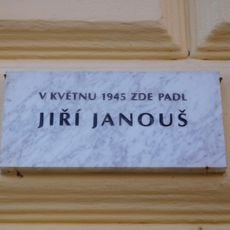 V KVĚTNU 1945 ZDE PADL
JIŘÍ JANOUŠ